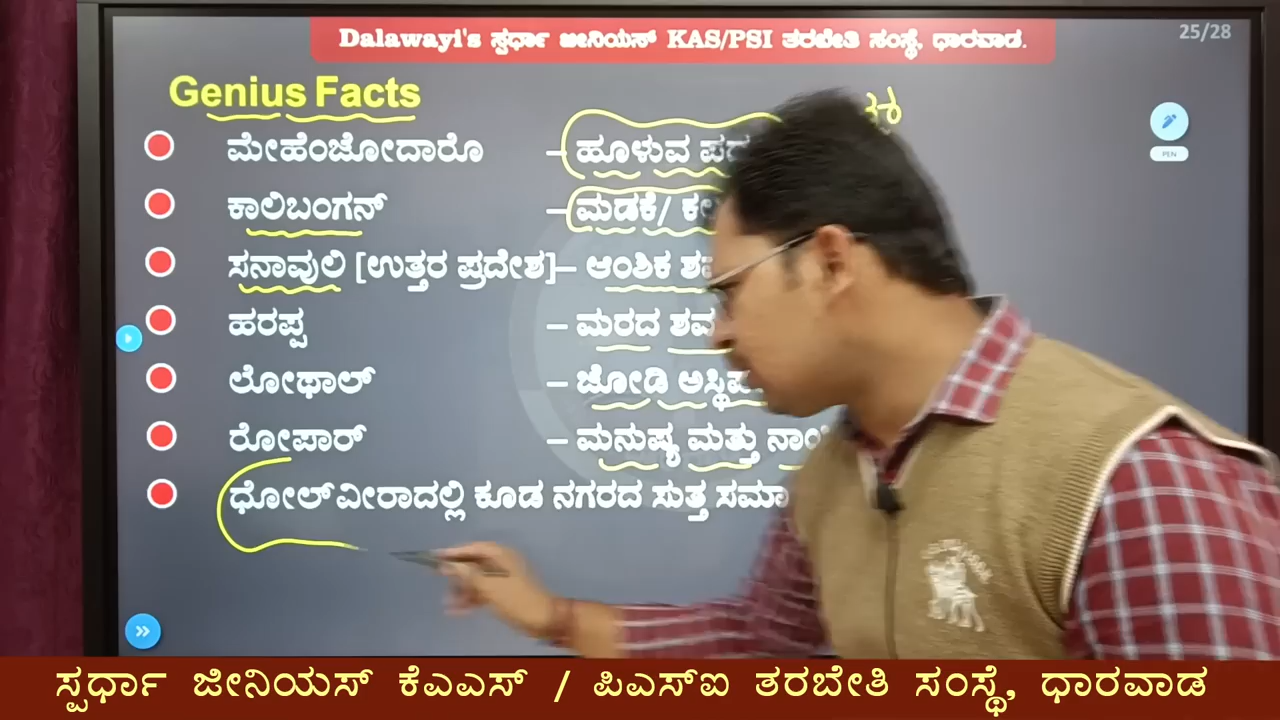 Dalawayi's ಸ್ಪರ್ಧಾ ಜೀನಿಯಸ್ KAS/PSI ತರಬೇತಿ ಸಂಸ್ಥೆ, ಧಾರವಾಡ.
25/28
Genius Facts
ಮೇಹೆಂಜೋದಾರೊ – ಹೂಳುವ
ಕಾಲಿಬಂಗನ್ – ಮಡಕೆ/
ಸನಾವುಲಿ [ಉತ್ತರ ಪ್ರದೇಶ]– ಆಂಶಿಕ
ಹರಪ್ಪ – ಮರದ
ಲೋಥಾಲ್ – ಜೋಡಿ
ರೋಪಾರ್ – ಮನುಷ್ಯ ಮತ್ತು
ಧೋಲ್‌ವೀರಾದಲ್ಲಿ ಕೂಡ ನಗರದ ಸುತ್ತ
PEN
ಸ್ಪರ್ಧಾ ಜೀನಿಯಸ್ ಕೆಎಎಸ್ / ಪಿಎಸ್ಐ ತರಬೇತಿ ಸಂಸ್ಥೆ, ಧಾರವಾಡ